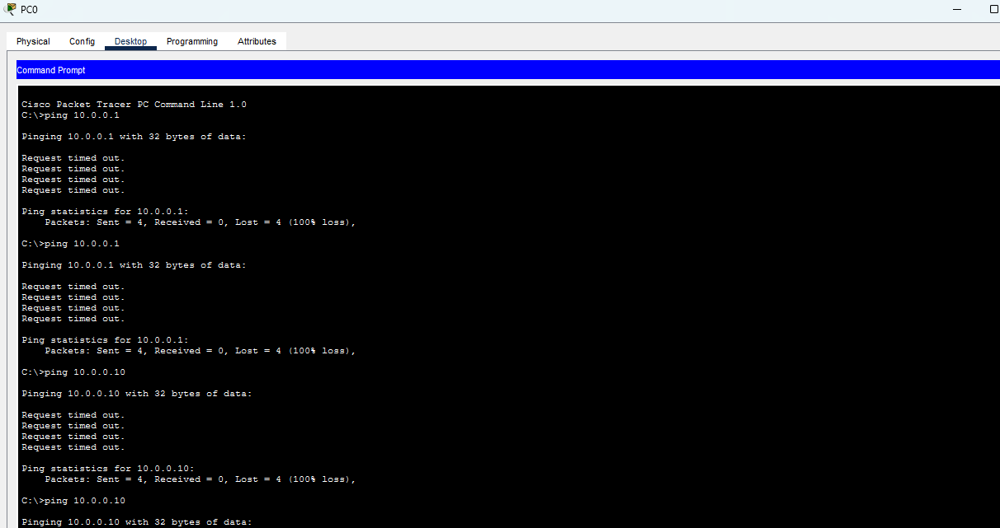 PC0
Physical Config Desktop Programming Attributes
Command Prompt
Cisco Packet Tracer PC Command Line 1.0
C:\>ping 10.0.0.1
Pinging 10.0.0.1 with 32 bytes of data:
Request timed out.
Request timed out.
Request timed out.
Request timed out.
Ping statistics for 10.0.0.1:
Packets: Sent = 4, Received = 0, Lost = 4 (100% loss),
C:\>ping 10.0.0.1
Pinging 10.0.0.1 with 32 bytes of data:
Request timed out.
Request timed out.
Request timed out.
Request timed out.
Ping statistics for 10.0.0.1:
Packets: Sent = 4, Received = 0, Lost = 4 (100% loss),
C:\>ping 10.0.0.10
Pinging 10.0.0.10 with 32 bytes of data:
Request timed out.
Request timed out.
Request timed out.
Request timed out.
Ping statistics for 10.0.0.10:
Packets: Sent = 4, Received = 0, Lost = 4 (100% loss),
C:\>ping 10.0.0.10
Pinging 10.0.0.10 with 32 bytes of data: